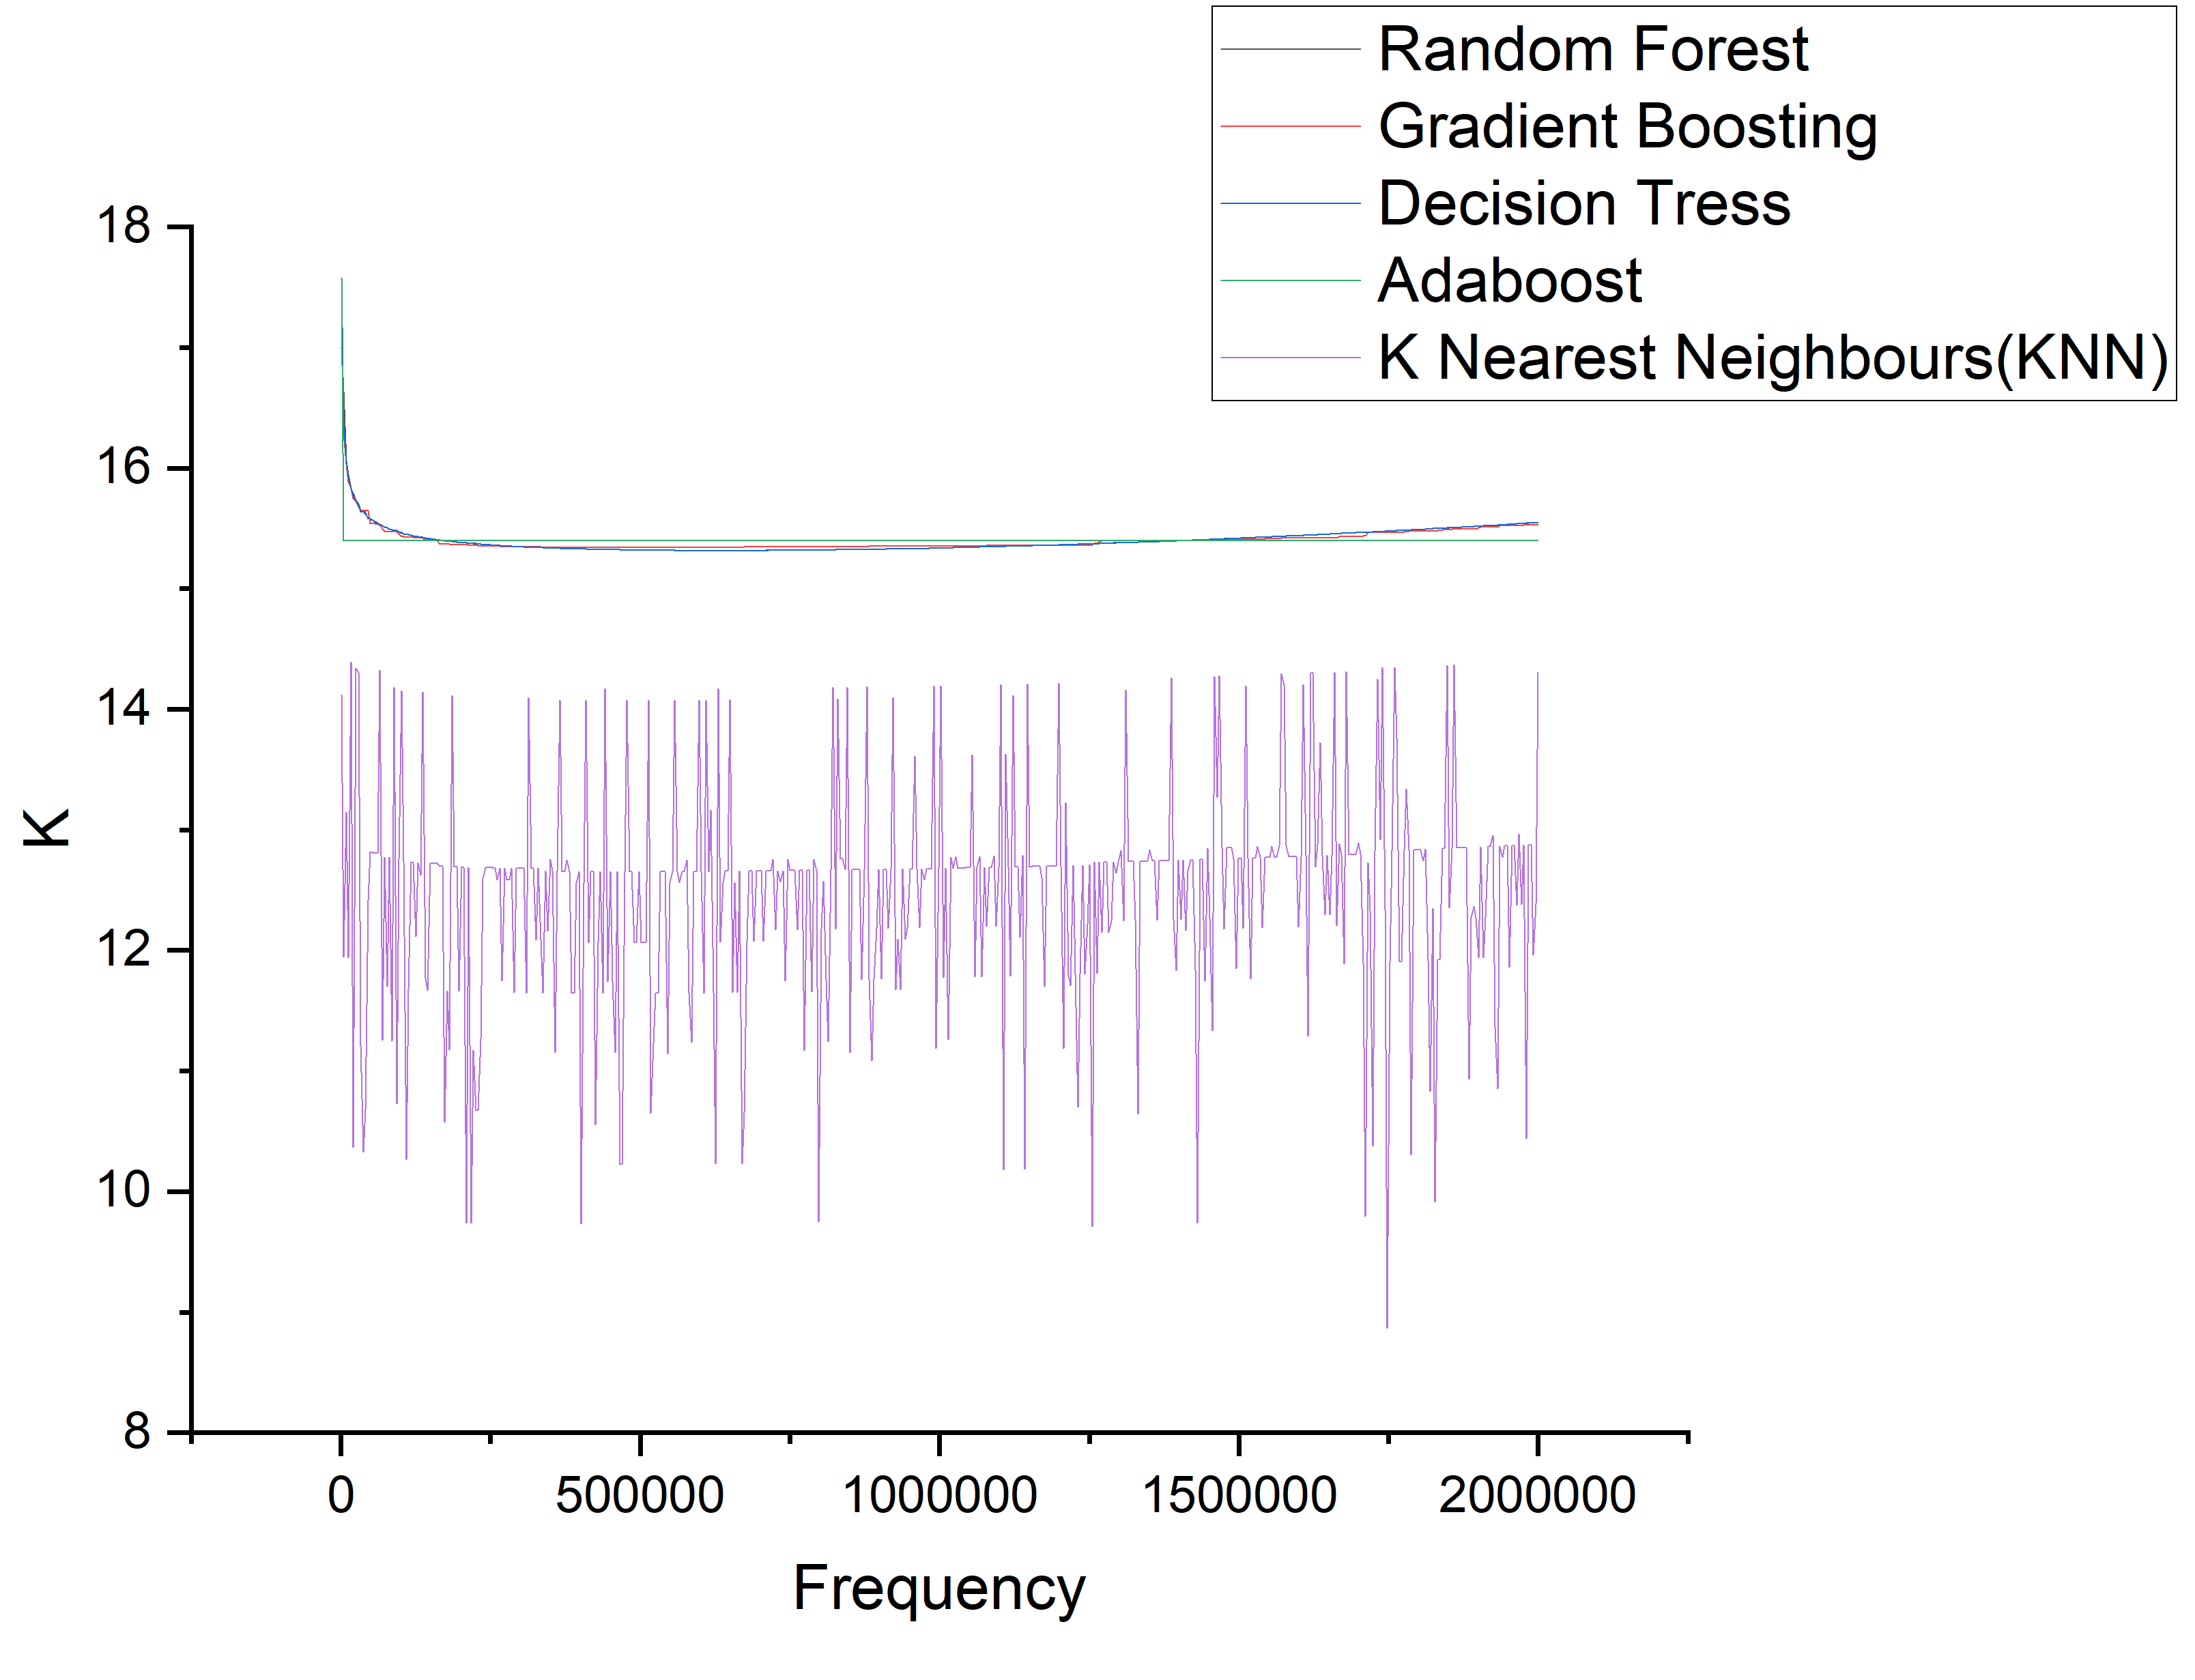 Random Forest
Gradient Boosting
Decision Tress
Adaboost
K Nearest Neighbours(KNN)
18
16
14
12
10
8
K
0 500000 1000000 1500000 2000000
Frequency